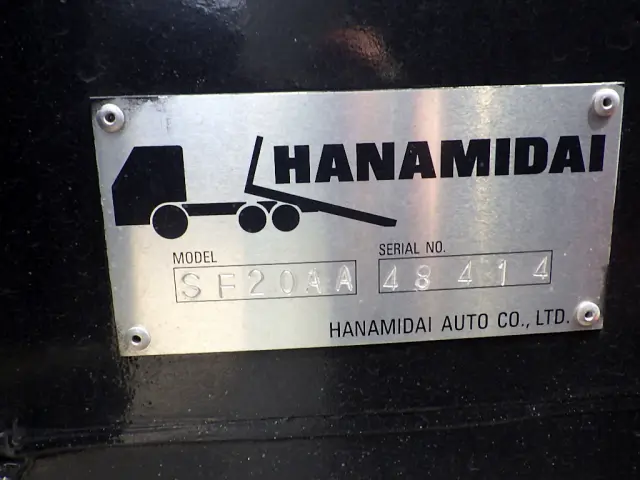 HANAMIDAI
MODEL SERIAL NO.
SF20AA 48414
HANAMIDAI AUTO CO., LTD.